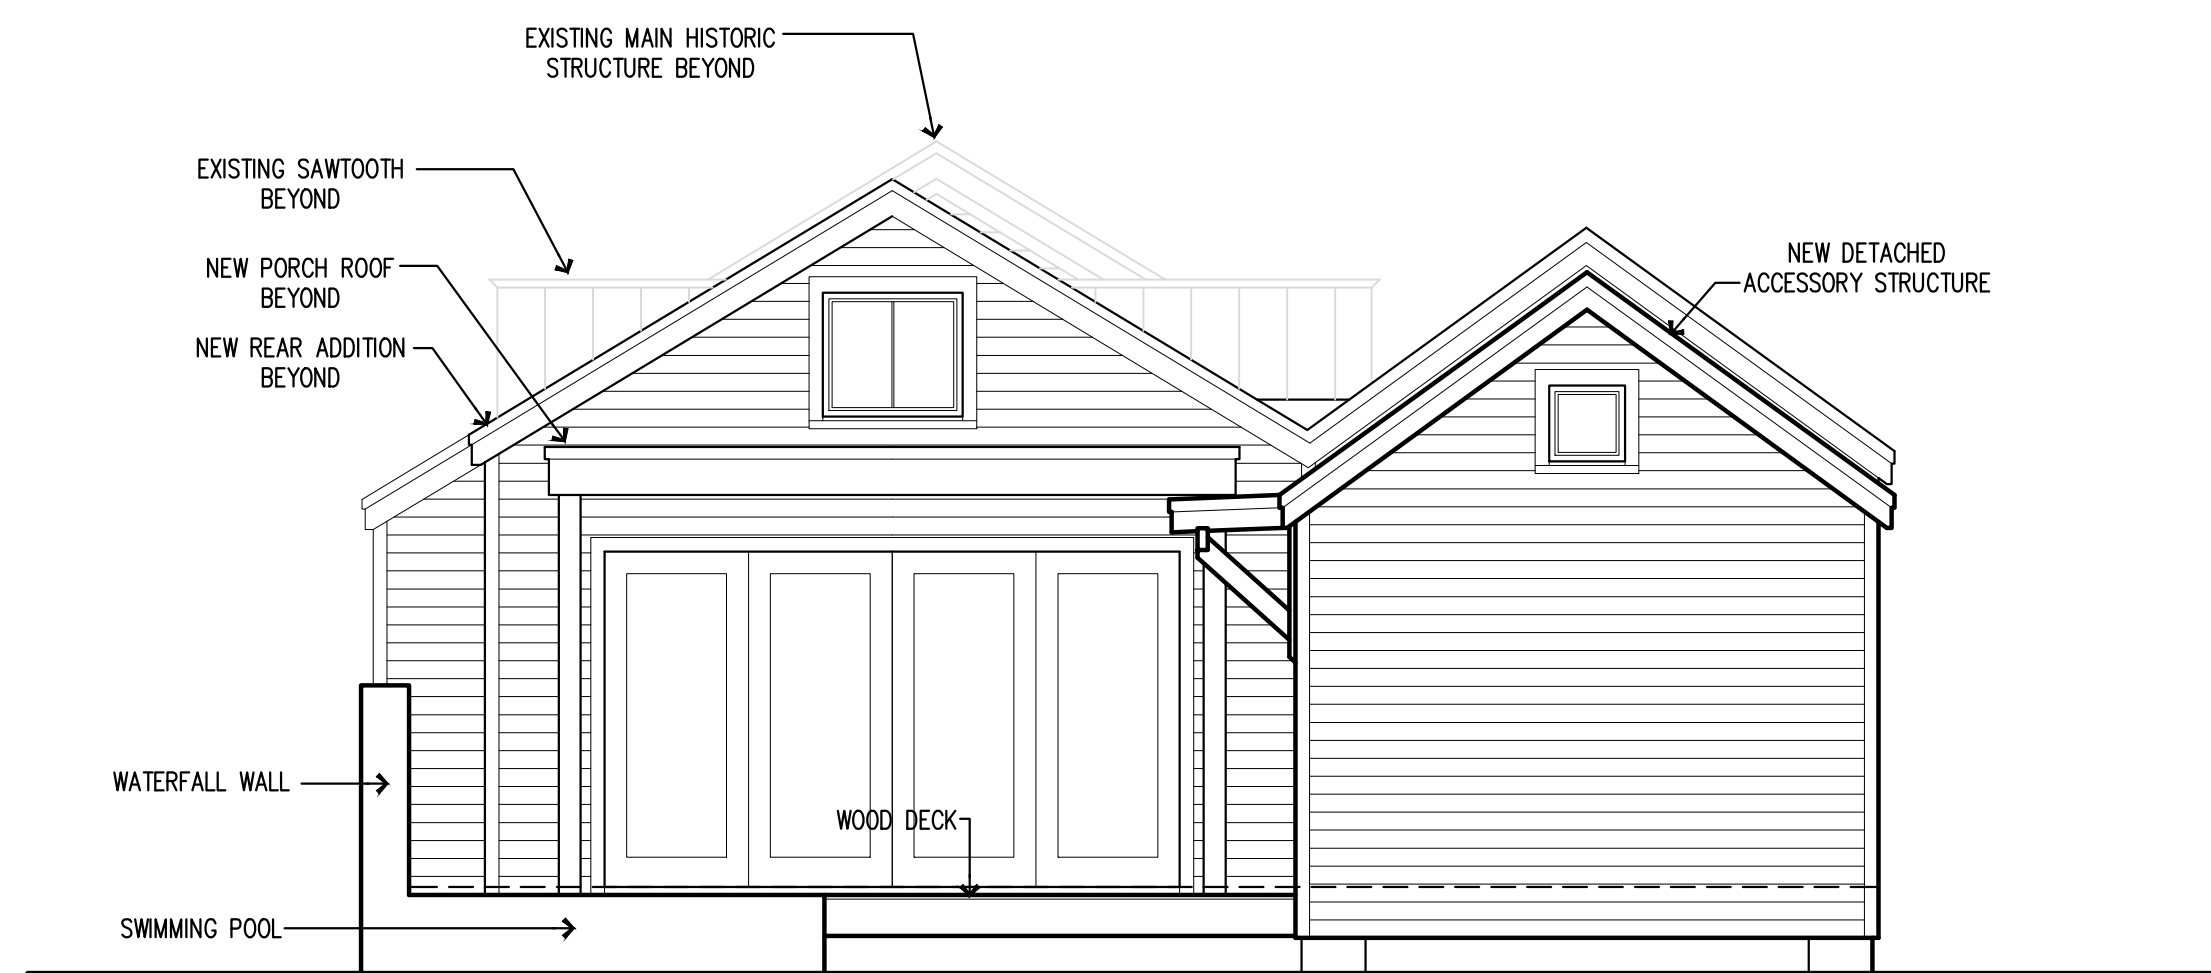 EXISTING MAIN HISTORIC
STRUCTURE BEYOND
EXISTING SAWTOOTH
BEYOND
NEW PORCH ROOF
BEYOND
NEW REAR ADDITION
BEYOND
NEW DETACHED
ACCESSORY STRUCTURE
WATERFALL WALL
WOOD DECK
SWIMMING POOL